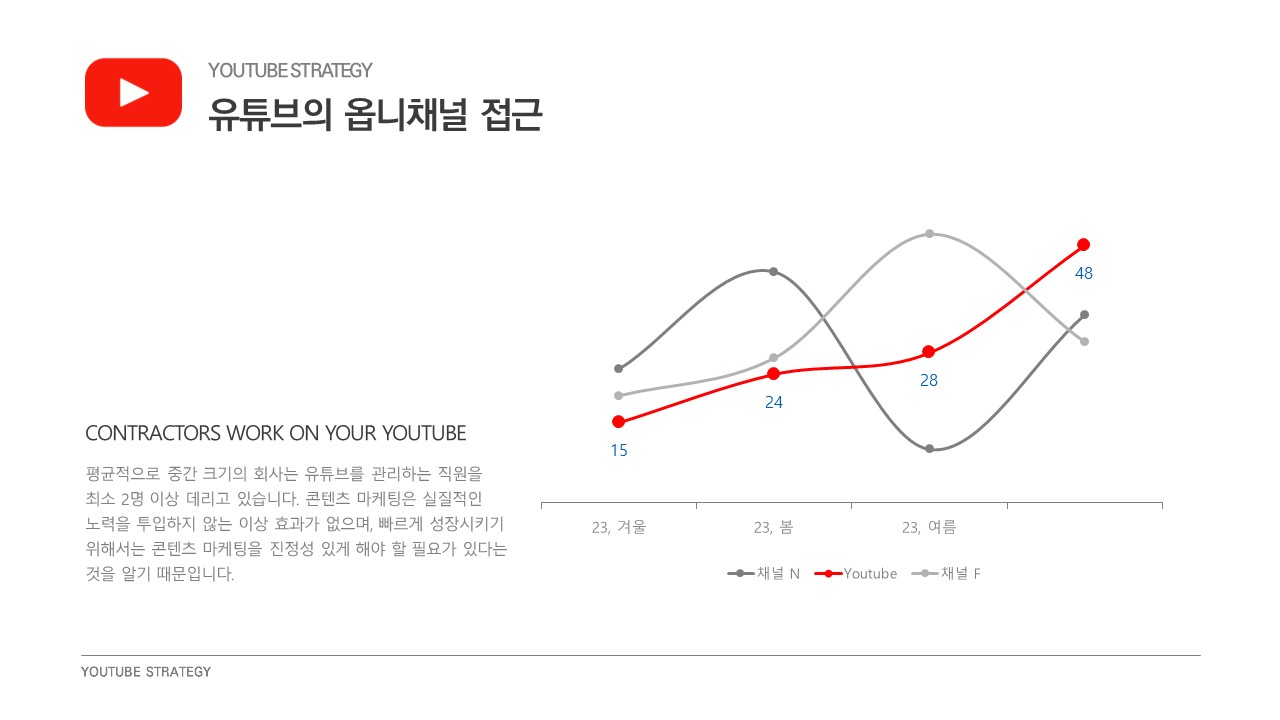 YOUTUBE STRATEGY
유튜브의 옵니채널 접근
CONTRACTORS WORK ON YOUR YOUTUBE
평균적으로 중간 크기의 회사는 유튜브를 관리하는 직원을
최소 2명 이상 데리고 있습니다. 콘텐츠 마케팅은 실질적인
노력을 투입하지 않는 이상 효과가 없으며, 빠르게 성장시키기
위해서는 콘텐츠 마케팅을 진정성 있게 해야 할 필요가 있다는
것을 알기 때문입니다.
48
28
24
15
23, 겨울 23, 봄 23, 여름
채널 N Youtube 채널 F
YOUTUBE STRATEGY